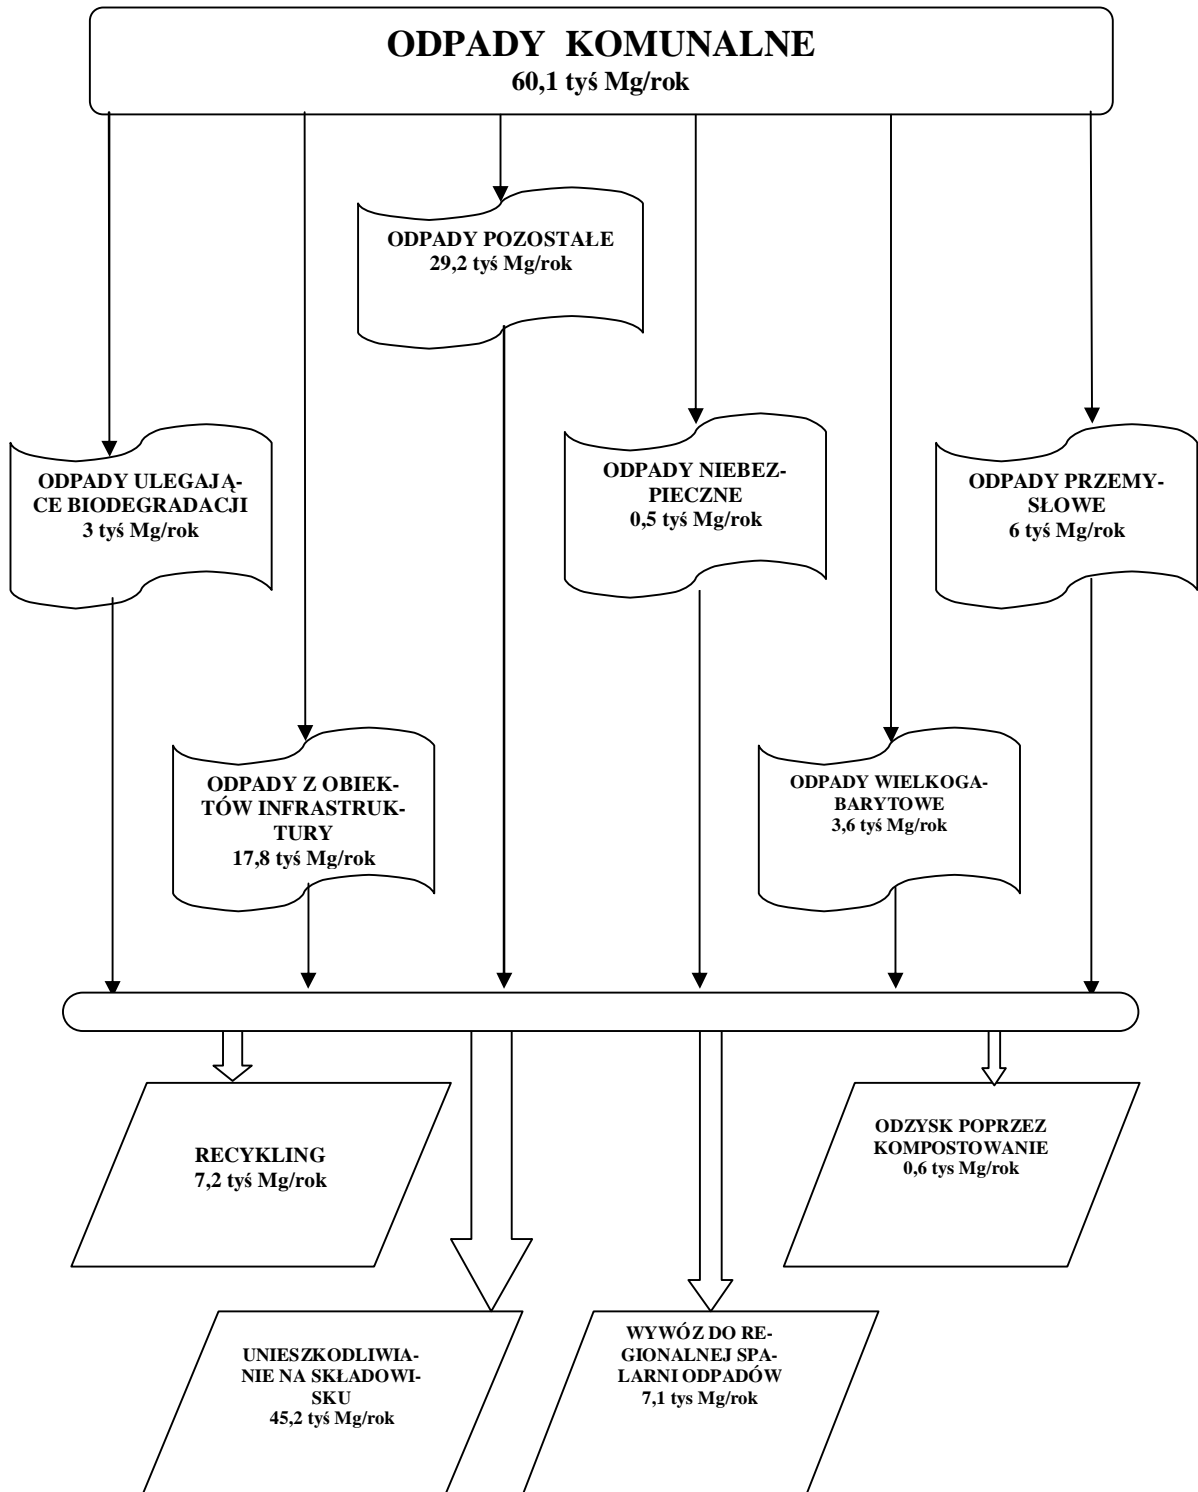 ODPADY KOMUNALNE
60,1 tyś Mg/rok
ODPADY POZOSTAŁE
29,2 tyś Mg/rok
ODPADY ULEGAJĄ-
CE BIODEGRADACJI
3 tyś Mg/rok
ODPADY NIEBEZ-
PIECZNE
0,5 tyś Mg/rok
ODPADY PRZEMY-
SŁOWE
6 tyś Mg/rok
ODPADY Z OBIEK-
TÓW INFRASTRUK-
TURY
17,8 tyś Mg/rok
ODPADY WIELKOGA-
BARYTOWE
3,6 tyś Mg/rok
RECYKLING
7,2 tyś Mg/rok
ODZYSK POPRZEZ
KOMPOSTOWANIE
0,6 tys Mg/rok
UNIESZKODLIWIA-
NIE NA SKŁADOWI-
SKU
45,2 tyś Mg/rok
WYWÓZ DO RE-
GIONALNEJ SPA-
LARNI ODPADÓW
7,1 tys Mg/rok